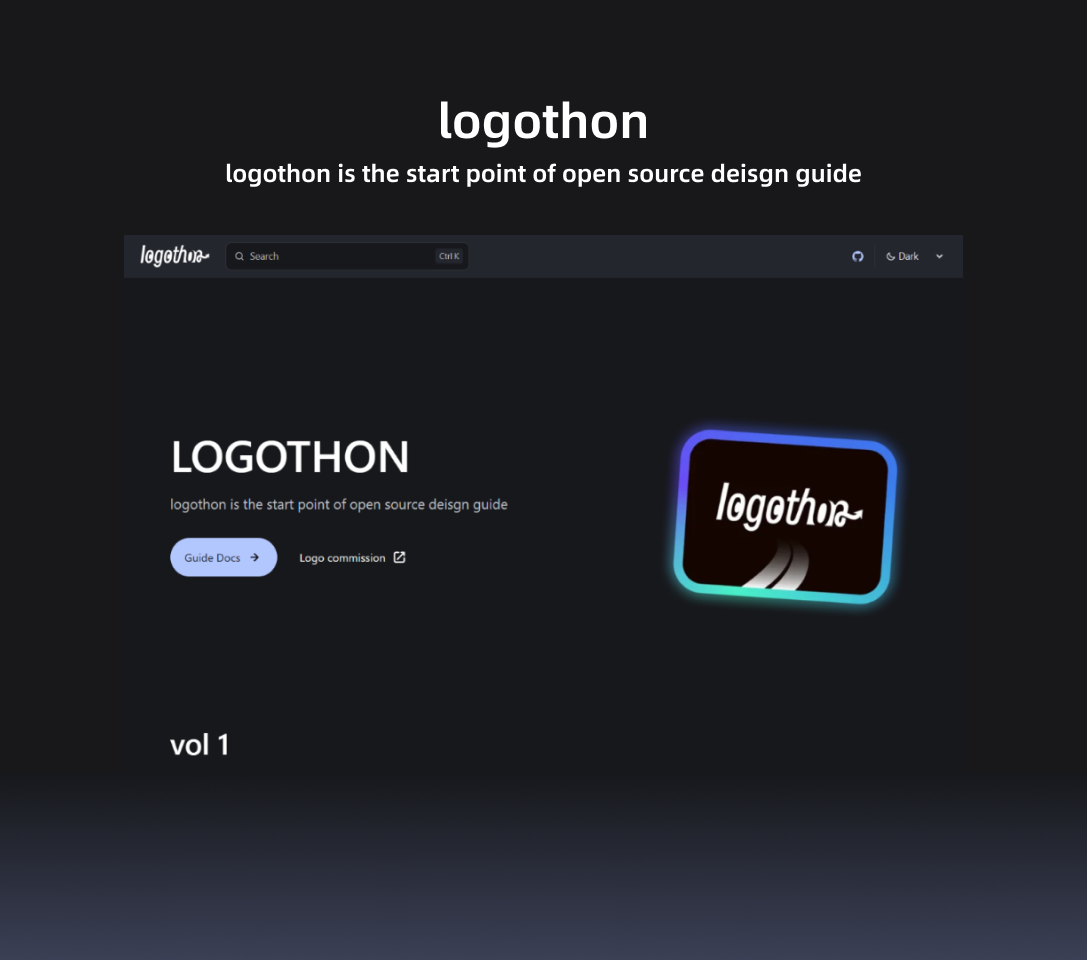 logothon
logothon is the start point of open source deisgn guide
logothon Search Ctrl K Dark
LOGOTHON
logothon is the start point of open source deisgn guide
Guide Docs Logo commission
logothon
vol 1